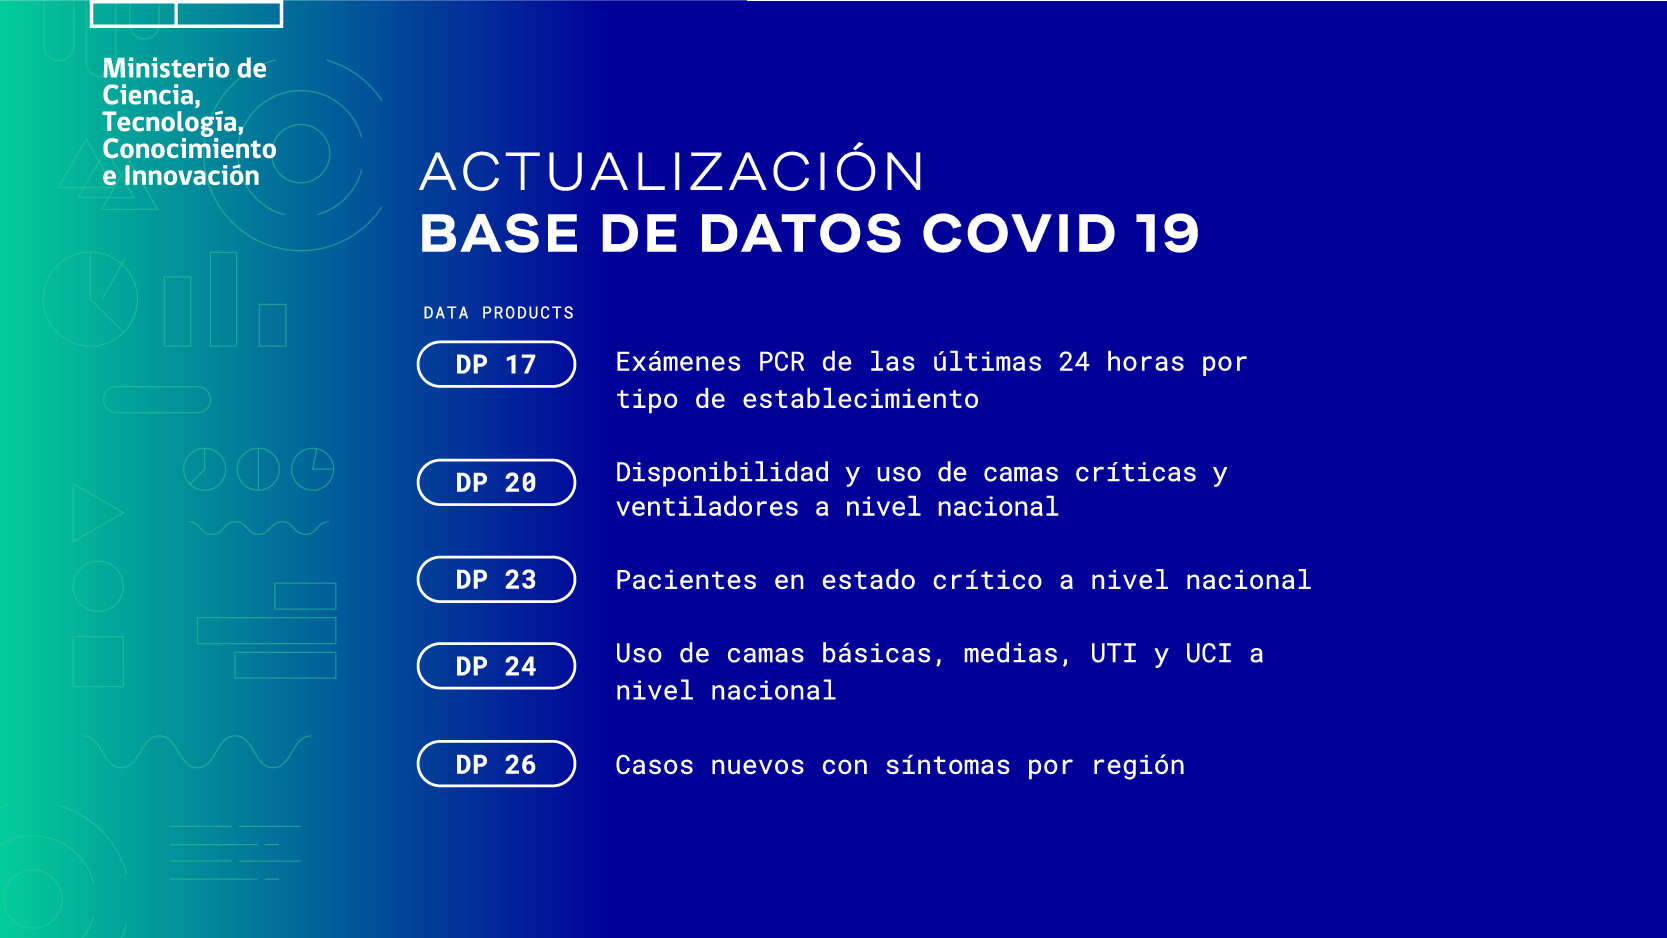 Ministerio de
Ciencia,
Tecnología,
Conocimiento
e Innovación
ACTUALIZACIÓN
BASE DE DATOS COVID 19
DATA PRODUCTS
DP 17
Exámenes PCR de las últimas 24 horas por
tipo de establecimiento
DP 20
Disponibilidad y uso de camas críticas y
ventiladores a nivel nacional
DP 23
Pacientes en estado crítico a nivel nacional
DP 24
Uso de camas básicas, medias, UTI y UCI a
nivel nacional
DP 26
Casos nuevos con síntomas por región